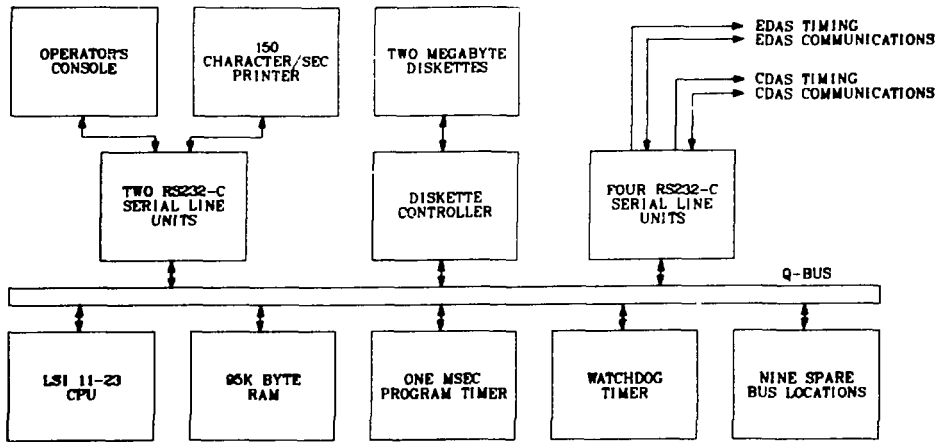 OPERATOR'S
CONSOLE
150
CHARACTER/SEC
PRINTER
TWO MEGABYTE
DISKETTES
EDAS TIMING
EDAS COMMUNICATIONS
CDAS TIMING
CDAS COMMUNICATIONS
TWO RS232-C
SERIAL LINE
UNITS
DISKETTE
CONTROLLER
FOUR RS232-C
SERIAL LINE
UNITS
Q-BUS
LSI 11-23
CPU
95K BYTE
RAM
ONE MSEC
PROGRAM TIMER
WATCHDOG
TIMER
NINE SPARE
BUS LOCATIONS